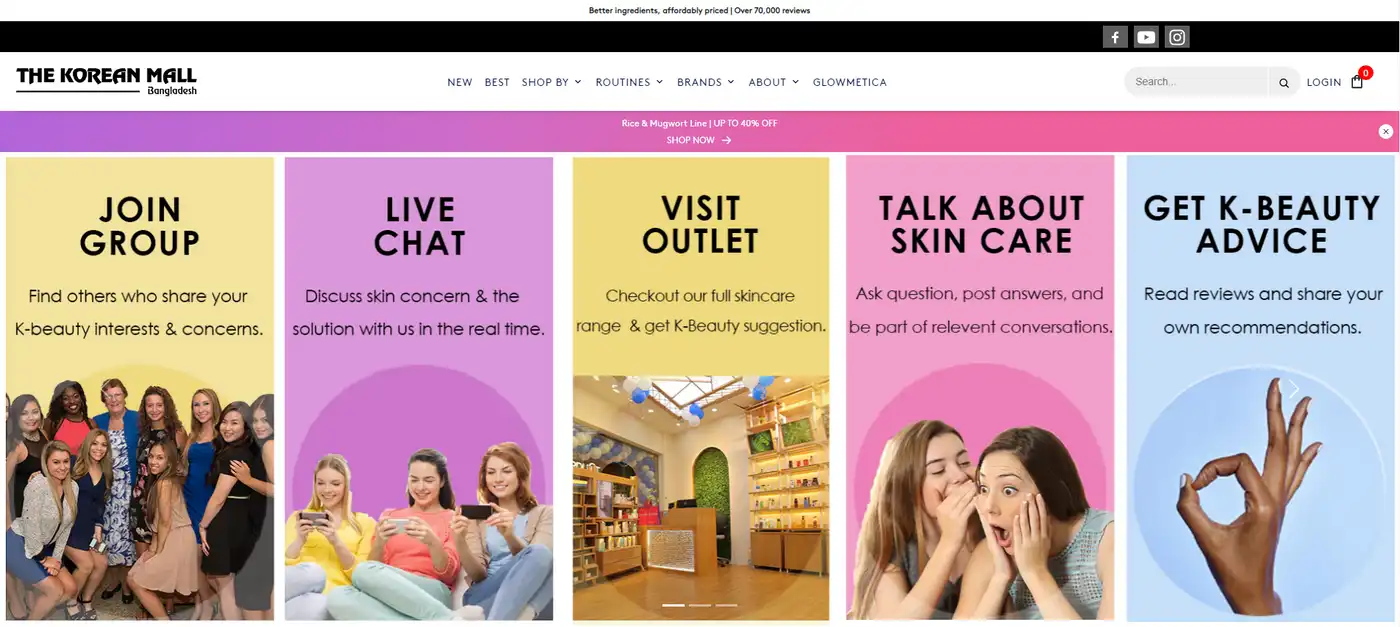 Better ingredients, affordably priced | Over 70,000 reviews
THE KOREAN MALL
Bangladesh
NEW BEST SHOP BY ROUTINES BRANDS ABOUT GLOWMETICA
Search...
LOGIN
0
Rice & Mugwort Line | UP TO 40% OFF
SHOP NOW
JOIN
GROUP
Find others who share your
K-beauty interests & concerns.
LIVE
CHAT
Discuss skin concern & the
solution with us in the real time.
VISIT
OUTLET
Checkout our full skincare
range & get K-Beauty suggestion.
TALK ABOUT
SKIN CARE
Ask question, post answers, and
be part of relevent conversations.
GET K-BEAUTY
ADVICE
Read reviews and share your
own recommendations.